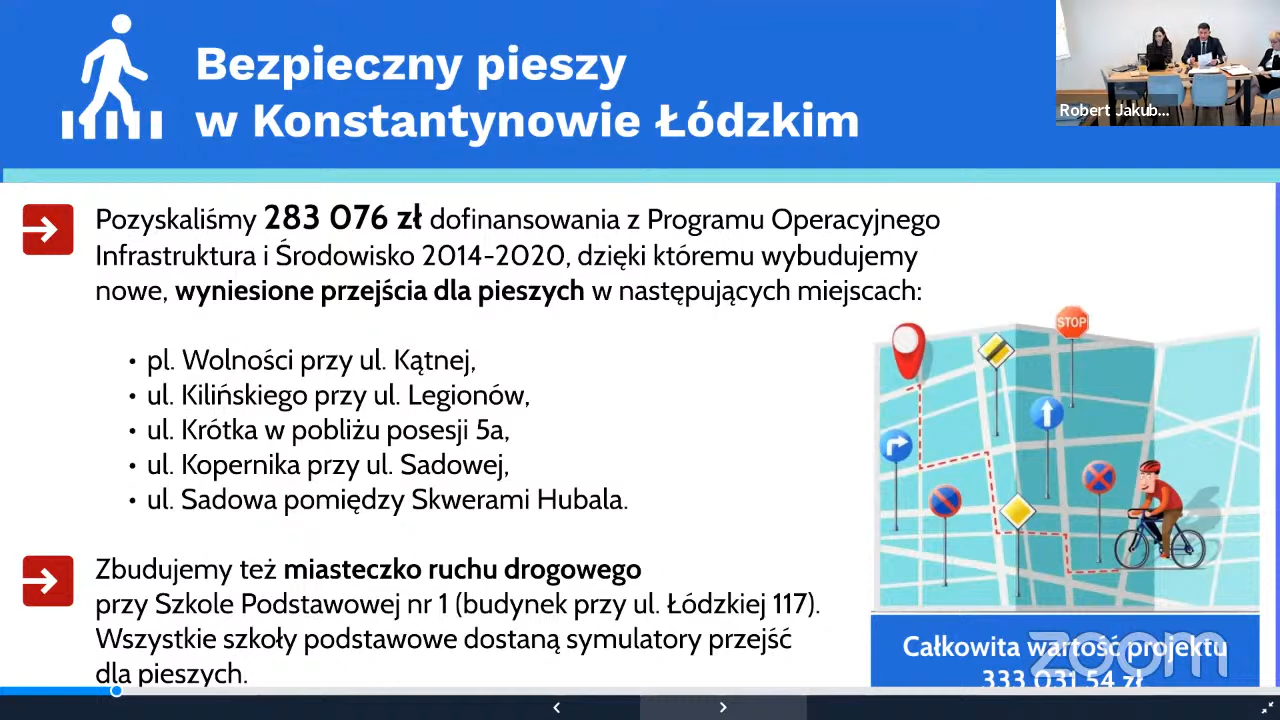 Bezpieczny pieszy
w Konstantynowie Łódzkim
Robert Jakub...
Pozyskaliśmy 283 076 zł dofinansowania z Programu Operacyjnego
Infrastruktura i Środowisko 2014-2020, dzięki któremu wybudujemy
nowe, wyniesione przejścia dla pieszych w następujących miejscach:
• pl. Wolności przy ul. Kątnej,
• ul. Kilińskiego przy ul. Legionów,
• ul. Krótka w pobliżu posesji 5a,
• ul. Kopernika przy ul. Sadowej,
• ul. Sadowa pomiędzy Skwerami Hubala.
STOP
Zbudujemy też miasteczko ruchu drogowego
przy Szkole Podstawowej nr 1 (budynek przy ul. Łódzkiej 117).
Wszystkie szkoły podstawowe dostaną symulatory przejść
dla pieszych.
Całkowita wartość projektu
333 031,54 zł
zoom